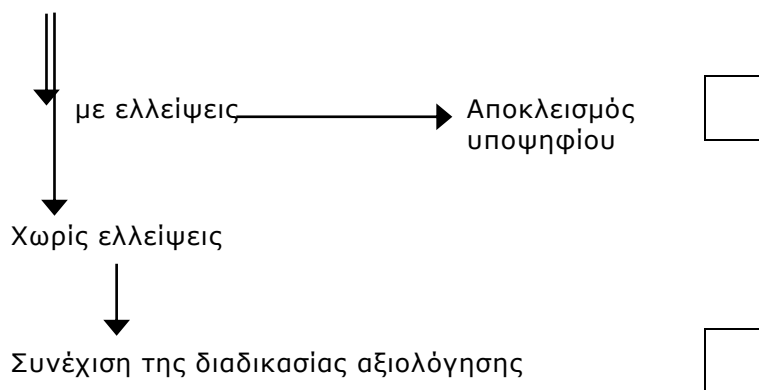 με ελλείψεις
Αποκλεισμός
υποψηφίου
Χωρίς ελλείψεις
Συνέχιση της διαδικασίας αξιολόγησης